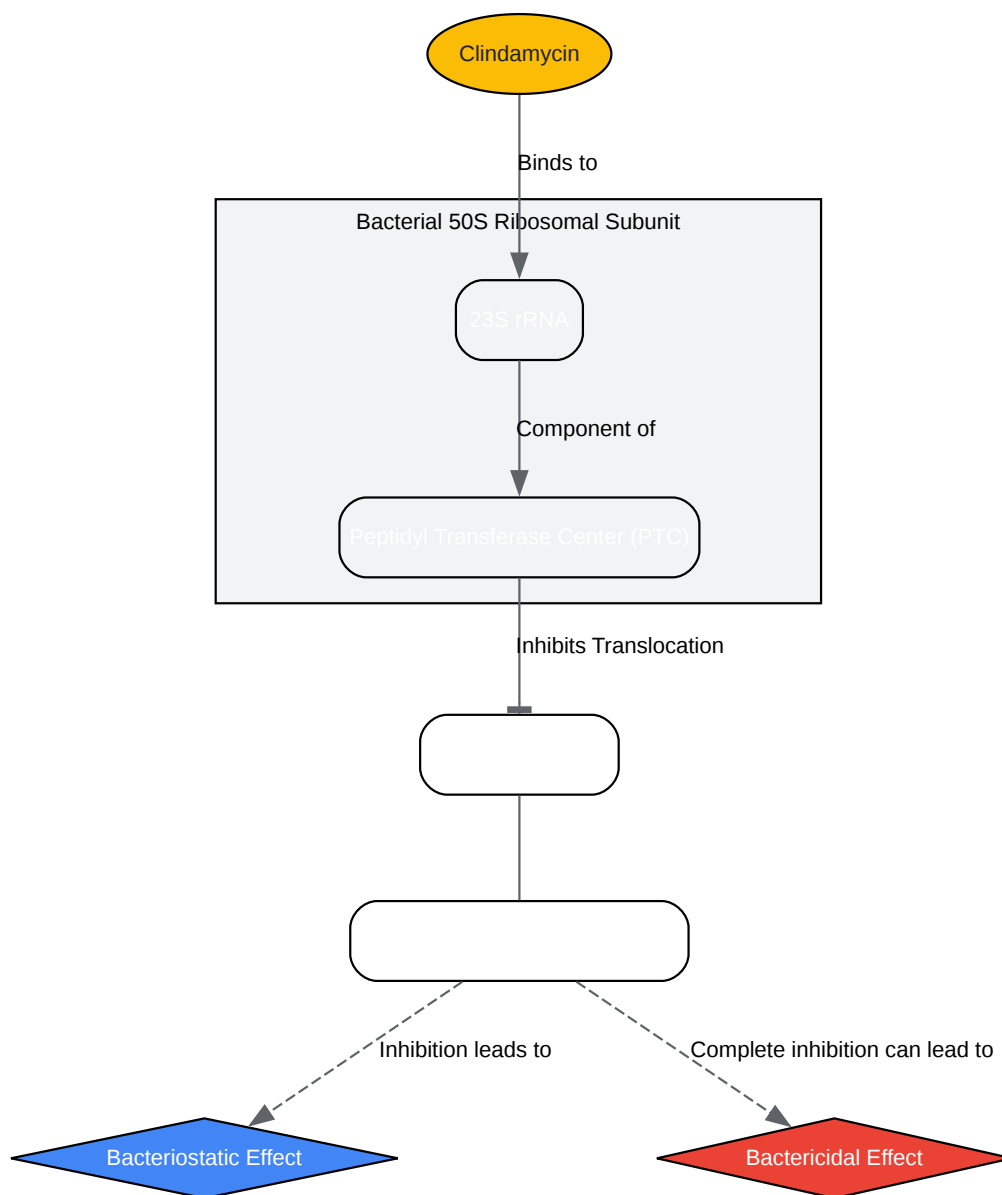 Clindamycin
Binds to
Bacterial 50S Ribosomal Subunit
23S rRNA
Component of
Peptidyl Transferase Center (PTC)
Inhibits Translocation
Inhibition leads to
Complete inhibition can lead to
Bacteriostatic Effect
Bactericidal Effect